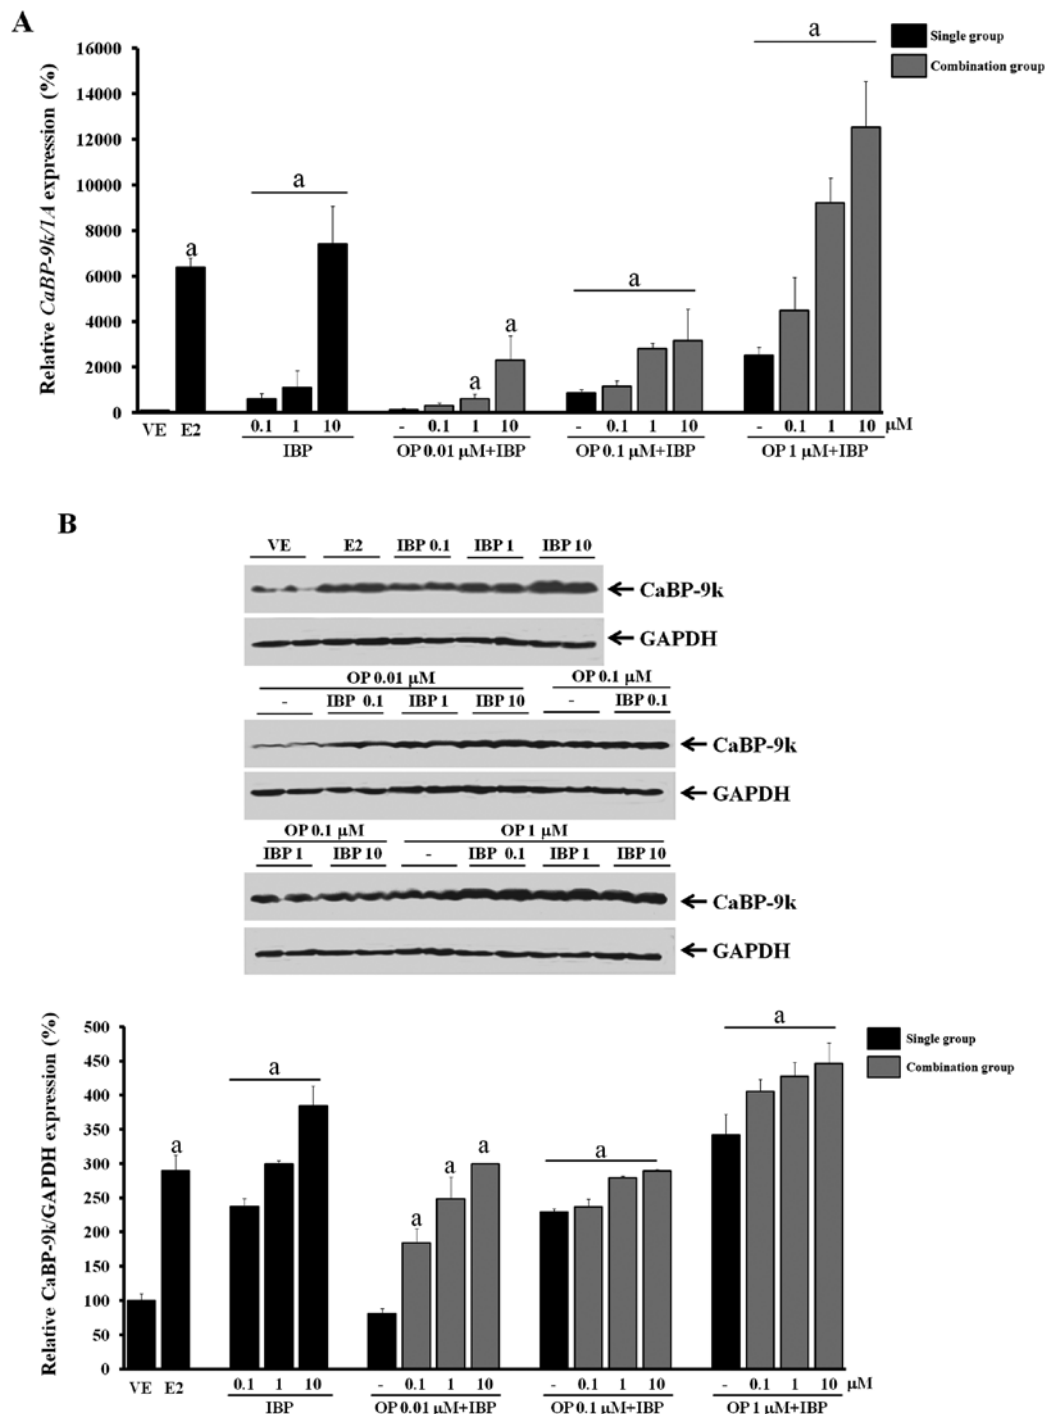 A
Relative CaBP-9k/1A expression (%)
16000
14000
12000
10000
8000
6000
4000
2000
0
a
a
a
a
a
a
Single group
Combination group
VE E2 0.1 1 10 - 0.1 1 10 - 0.1 1 10 - 0.1 1 10 μM
IBP OP 0.01 μM+IBP OP 0.1 μM+IBP OP 1 μM+IBP
B
VE E2 IBP 0.1 IBP 1 IBP 10
CaBP-9k
GAPDH
OP 0.01 μM OP 0.1 μM
- IBP 0.1 IBP 1 IBP 10 - IBP 0.1
CaBP-9k
GAPDH
OP 0.1 μM OP 1 μM
IBP 1 IBP 10 - IBP 0.1 IBP 1 IBP 10
CaBP-9k
GAPDH
Relative CaBP-9k/GAPDH expression (%)
500
450
400
350
300
250
200
150
100
50
0
a
a
a
a
a
a
a
Single group
Combination group
VE E2 0.1 1 10 - 0.1 1 10 - 0.1 1 10 - 0.1 1 10 μM
IBP OP 0.01 μM+IBP OP 0.1 μM+IBP OP 1 μM+IBP